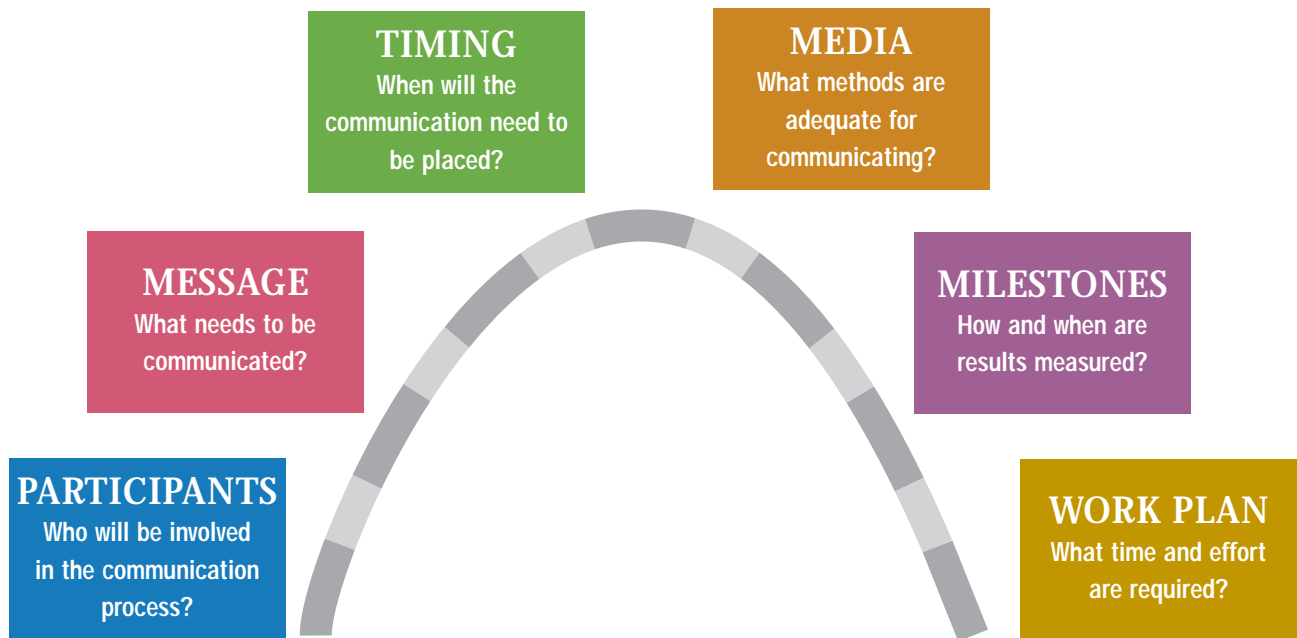 TIMING
When will the
communication need to
be placed?
MEDIA
What methods are
adequate for
communicating?
MESSAGE
What needs to be
communicated?
MILESTONES
How and when are
results measured?
PARTICIPANTS
Who will be involved
in the communication
process?
WORK PLAN
What time and effort
are required?